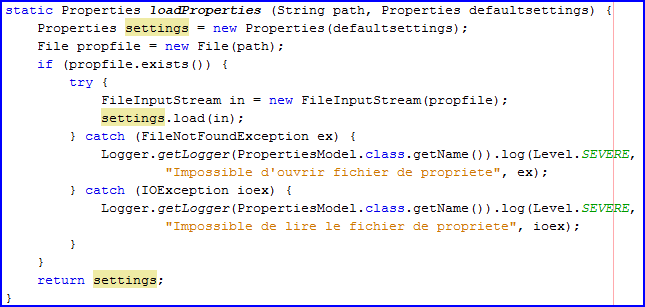 static Properties loadProperties (String path, Properties defaultsettings) {
    Properties settings = new Properties(defaultsettings);
    File propfile = new File(path);
    if (propfile.exists()) {
        try {
            FileInputStream in = new FileInputStream(propfile);
            settings.load(in);
        } catch (FileNotFoundException ex) {
            Logger.getLogger(PropertiesModel.class.getName()).log(Level.SEVERE,
                    "Impossible d'ouvrir fichier de propriete", ex);
        } catch (IOException ioex) {
            Logger.getLogger(PropertiesModel.class.getName()).log(Level.SEVERE,
                    "Impossible de lire le fichier de propriete", ioex);
        }
    }
    return settings;
}